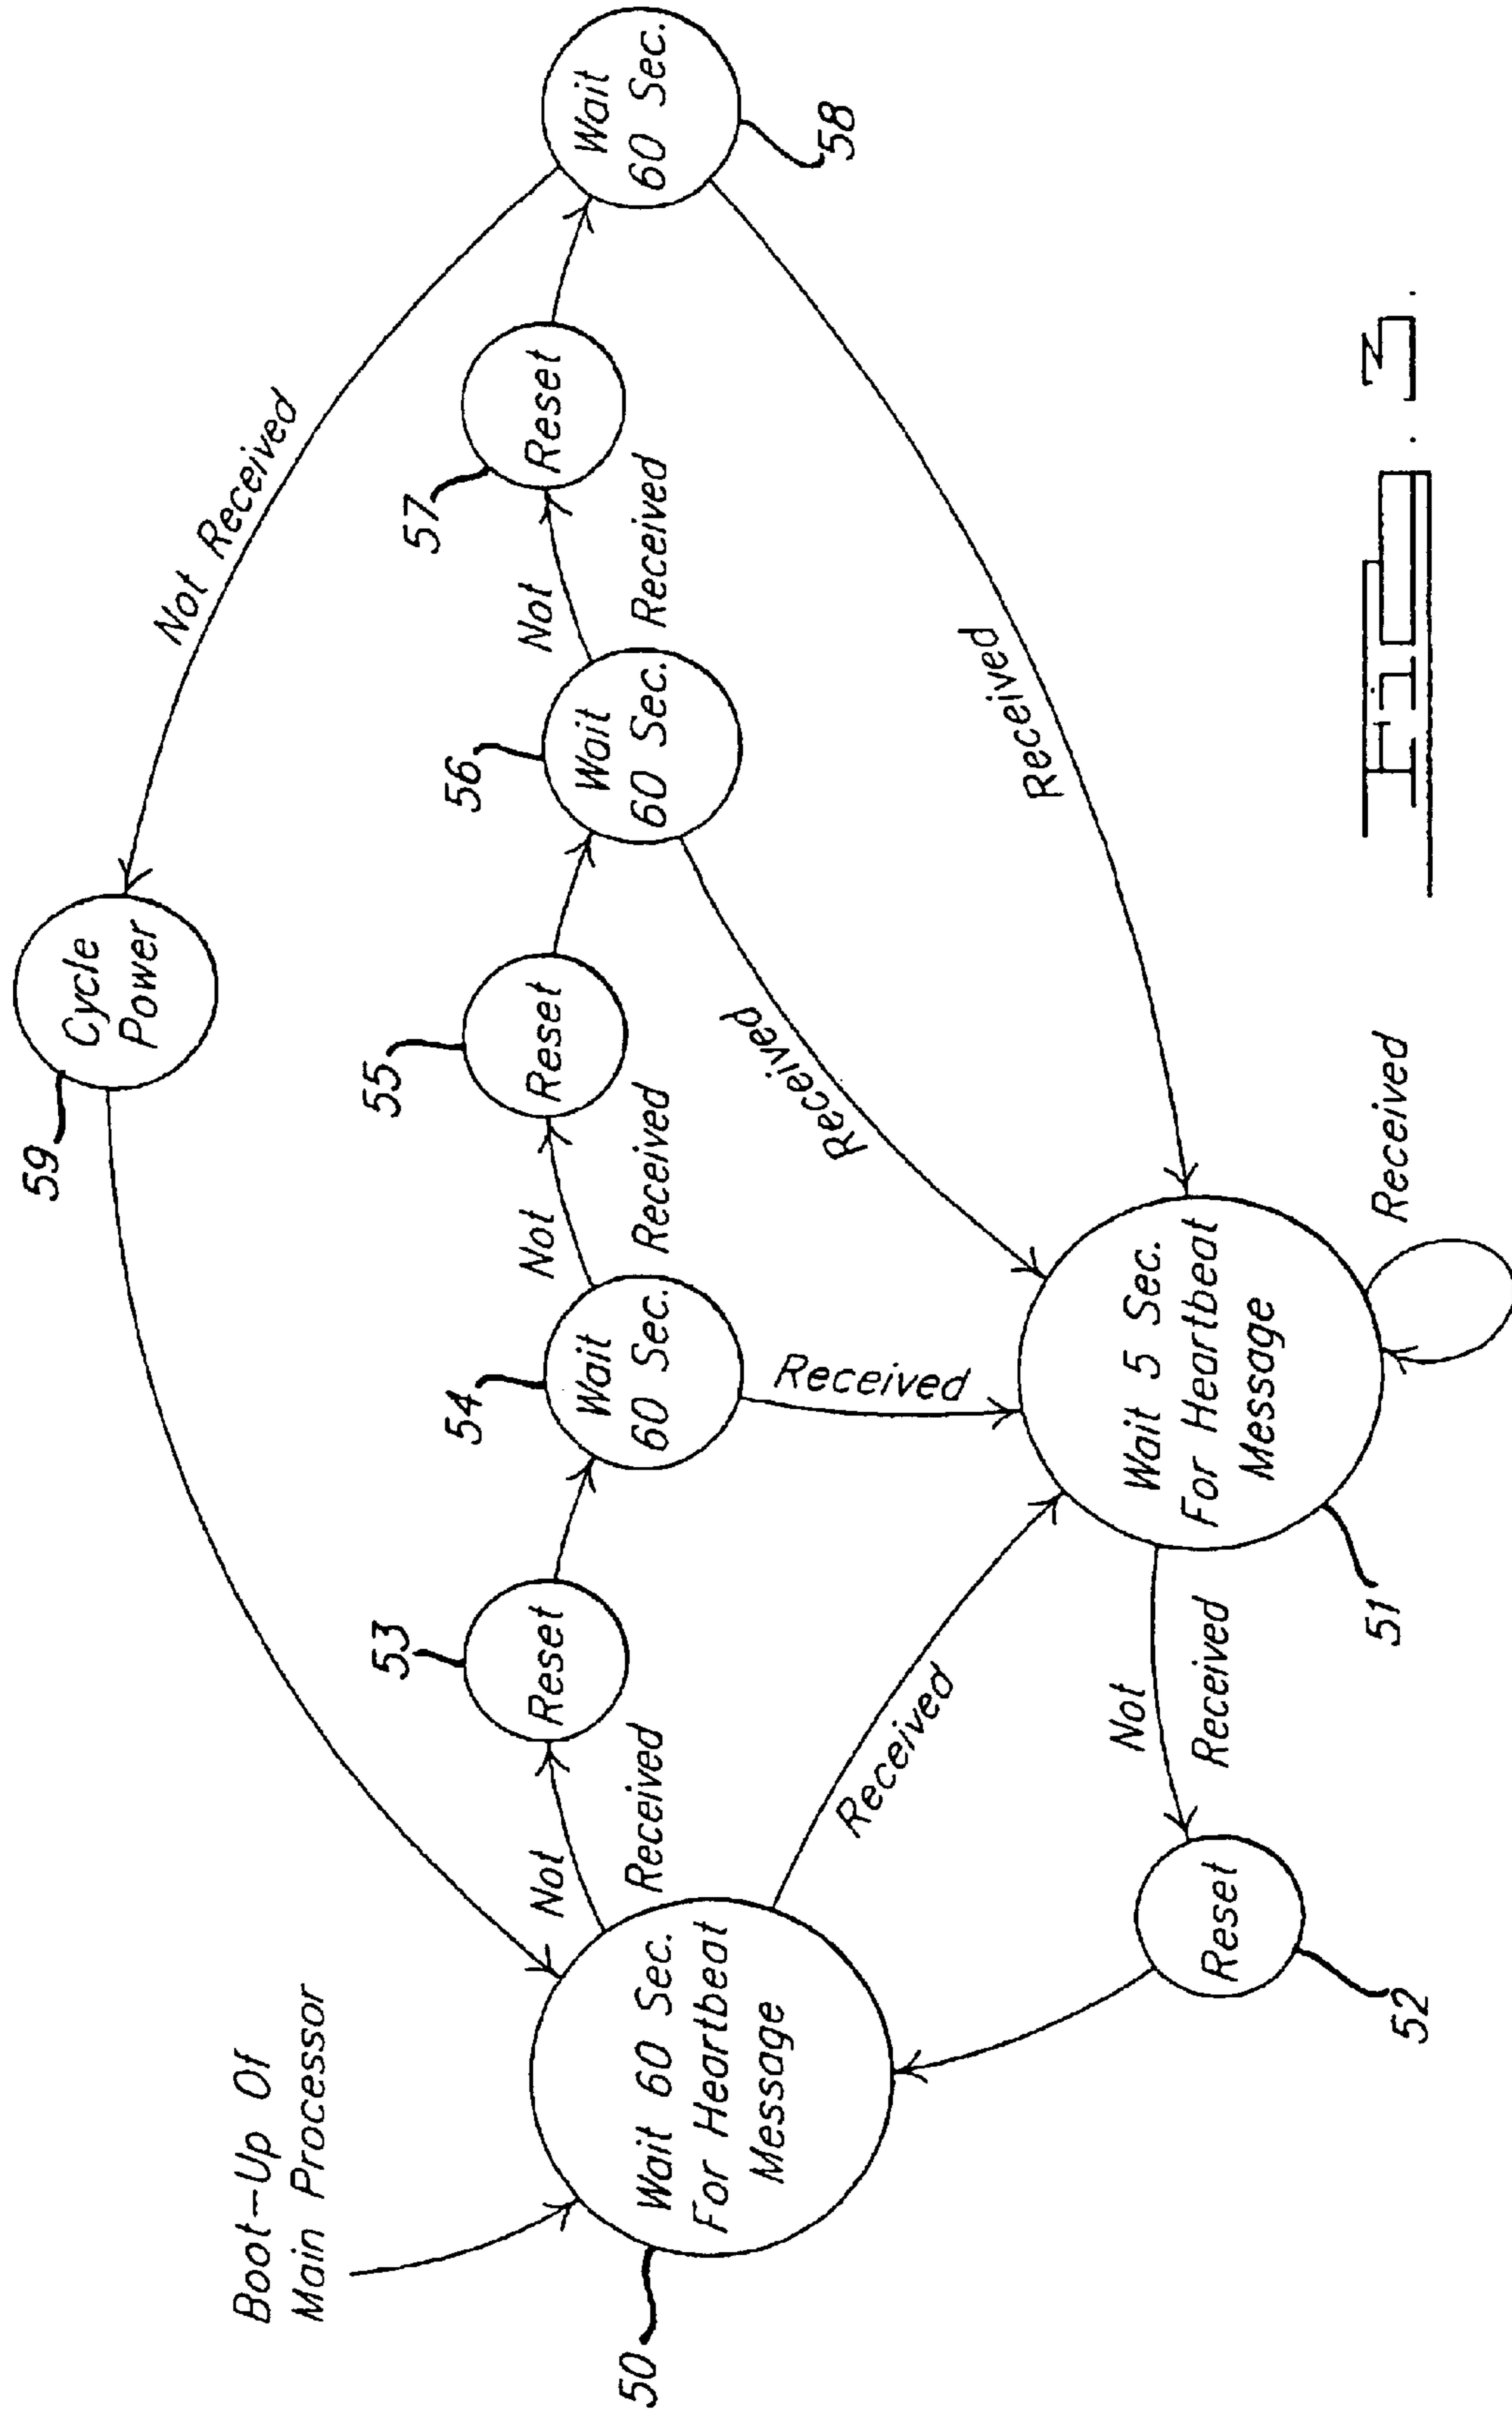 Boot-Up Of
Main Processor
50
Wait 60 Sec.
For Heartbeat
Message
Not
Received
53
Reset
54
Wait
60 Sec.
Not
Received
55
Reset
56
Wait
60 Sec.
Not
Received
57
Reset
58
Wait
60 Sec.
Not Received
59
Cycle
Power
Received
Received
Received
Received
51
Wait 5 Sec.
For Heartbeat
Message
Received
Not
Received
52
Reset